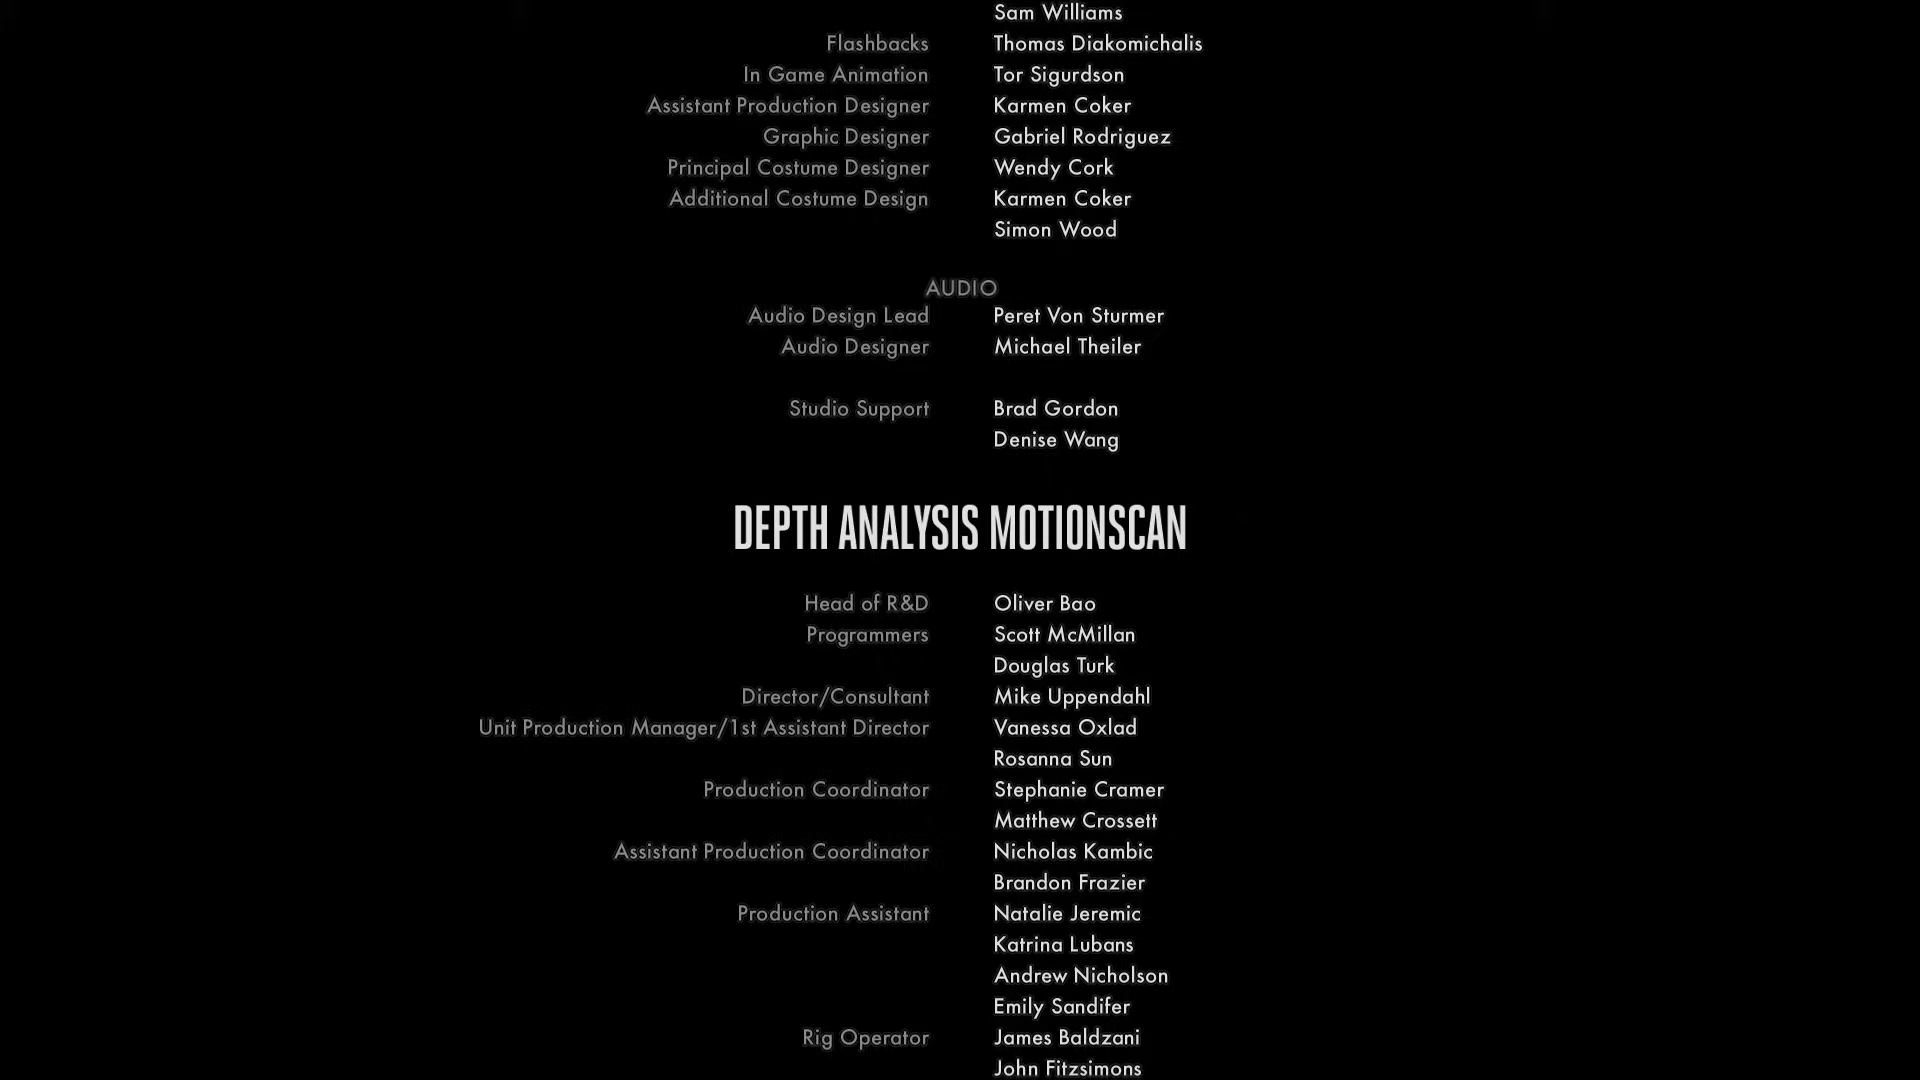 Sam Williams
Flashbacks Thomas Diakomichalis
In Game Animation Tor Sigurdson
Assistant Production Designer Karmen Coker
Graphic Designer Gabriel Rodriguez
Principal Costume Designer Wendy Cork
Additional Costume Design Karmen Coker
Simon Wood
AUDIO
Audio Design Lead Peret Von Sturmer
Audio Designer Michael Theiler
Studio Support Brad Gordon
Denise Wang
DEPTH ANALYSIS MOTIONSCAN
Head of R&D Oliver Bao
Programmers Scott McMillan
Douglas Turk
Director/Consultant Mike Uppendahl
Unit Production Manager/1st Assistant Director Vanessa Oxlad
Rosanna Sun
Production Coordinator Stephanie Cramer
Matthew Crossett
Assistant Production Coordinator Nicholas Kambic
Brandon Frazier
Production Assistant Natalie Jeremic
Katrina Lubans
Andrew Nicholson
Emily Sandifer
Rig Operator James Baldzani
John Fitzsimons